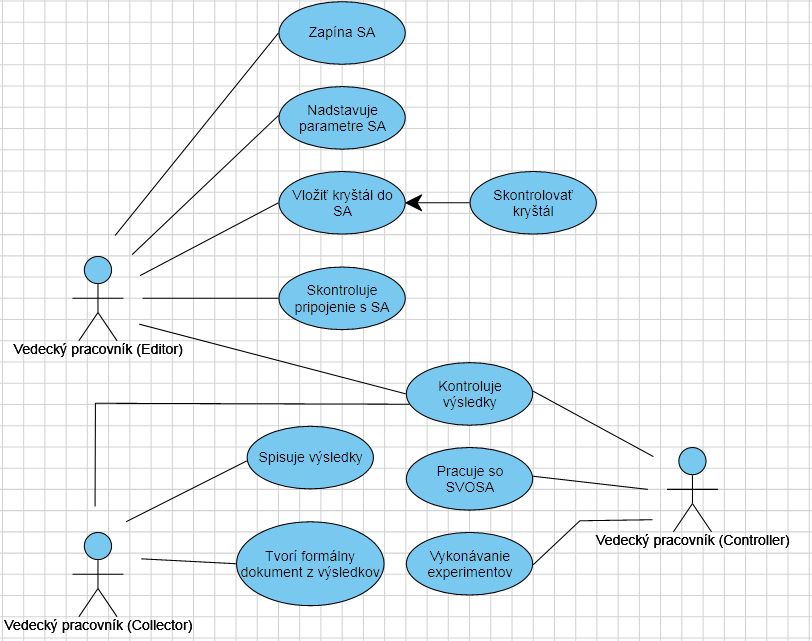 Zapína SA
Nadstavuje
parametre SA
Vložiť kryštál do
SA
Skontrolovať
kryštál
Skontroluje
pripojenie s SA
Vedecký pracovník (Editor)
Kontroluje
výsledky
Spisuje výsledky
Pracuje so
SVOSA
Vedecký pracovník (Controller)
Tvorí formálny
dokument z výsledkov
Vykonávanie
experimentov
Vedecký pracovník (Collector)